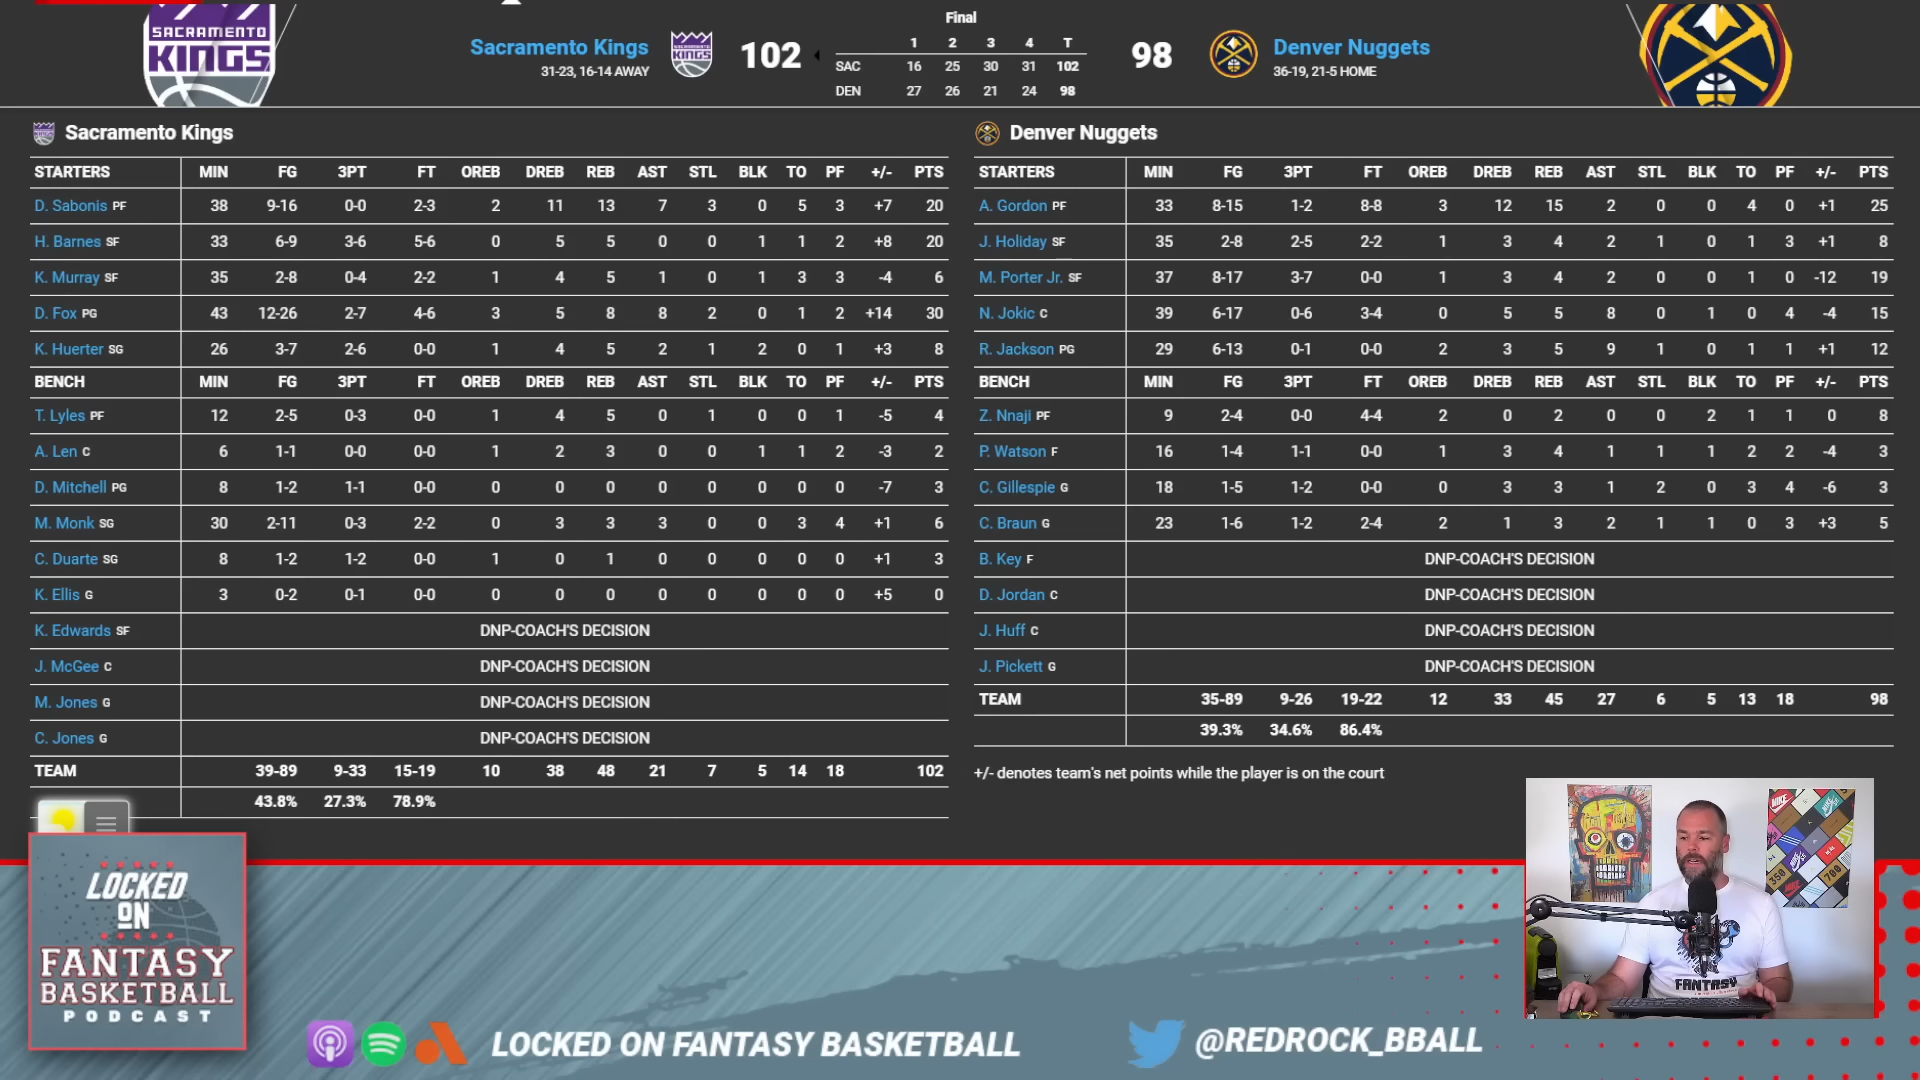 SACRAMENTO
KINGS
Sacramento Kings
31-23, 16-14 AWAY
SACRAMENTO
KINGS
102
Final
1 2 3 4 T
SAC 16 25 30 31 102
DEN 27 26 21 24 98
98
Denver Nuggets
36-19, 21-5 HOME
Sacramento Kings
STARTERS MIN FG 3PT FT OREB DREB REB AST STL BLK TO PF +/- PTS
D. Sabonis PF 38 9-16 0-0 2-3 2 11 13 7 3 0 5 3 +7 20
H. Barnes SF 33 6-9 3-6 5-6 0 5 5 0 0 1 1 2 +8 20
K. Murray SF 35 2-8 0-4 2-2 1 4 5 1 0 1 3 3 -4 6
D. Fox PG 43 12-26 2-7 4-6 3 5 8 8 2 0 1 2 +14 30
K. Huerter SG 26 3-7 2-6 0-0 1 4 5 2 1 2 0 1 +3 8
BENCH MIN FG 3PT FT OREB DREB REB AST STL BLK TO PF +/- PTS
T. Lyles PF 12 2-5 0-3 0-0 1 4 5 0 1 0 0 1 -5 4
A. Len C 6 1-1 0-0 0-0 1 2 3 0 0 1 1 2 -3 2
D. Mitchell PG 8 1-2 1-1 0-0 0 0 0 0 0 0 0 0 -7 3
M. Monk SG 30 2-11 0-3 2-2 0 3 3 3 0 0 3 4 +1 6
C. Duarte SG 8 1-2 1-2 0-0 1 0 1 0 0 0 0 0 +1 3
K. Ellis G 3 0-2 0-1 0-0 0 0 0 0 0 0 0 0 +5 0
K. Edwards SF DNP-COACH'S DECISION
J. McGee C DNP-COACH'S DECISION
M. Jones G DNP-COACH'S DECISION
C. Jones G DNP-COACH'S DECISION
TEAM 39-89 9-33 15-19 10 38 48 21 7 5 14 18 102
43.8% 27.3% 78.9%
Denver Nuggets
STARTERS MIN FG 3PT FT OREB DREB REB AST STL BLK TO PF +/- PTS
A. Gordon PF 33 8-15 1-2 8-8 3 12 15 2 0 0 4 0 +1 25
J. Holiday SF 35 2-8 2-5 2-2 1 3 4 2 1 0 1 3 +1 8
M. Porter Jr. SF 37 8-17 3-7 0-0 1 3 4 2 0 0 1 0 -12 19
N. Jokic C 39 6-17 0-6 3-4 0 5 5 8 0 1 0 4 -4 15
R. Jackson PG 29 6-13 0-1 0-0 2 3 5 9 1 0 1 1 +1 12
BENCH MIN FG 3PT FT OREB DREB REB AST STL BLK TO PF +/- PTS
Z. Nnaji PF 9 2-4 0-0 4-4 2 0 2 0 0 2 1 1 0 8
P. Watson F 16 1-4 1-1 0-0 1 3 4 1 1 1 2 2 -4 3
C. Gillespie G 18 1-5 1-2 0-0 0 3 3 1 2 0 3 4 -6 3
C. Braun G 23 1-6 1-2 2-4 2 1 3 2 1 1 0 3 +3 5
B. Key F DNP-COACH'S DECISION
D. Jordan C DNP-COACH'S DECISION
J. Huff C DNP-COACH'S DECISION
J. Pickett G DNP-COACH'S DECISION
TEAM 35-89 9-26 19-22 12 33 45 27 6 5 13 18 98
39.3% 34.6% 86.4%
+/- denotes team's net points while the player is on the court
NIKE
350
700
FANTASY
LOCKED
ON
FANTASY
BASKETBALL
PODCAST
LOCKED ON FANTASY BASKETBALL
@REDROCK_BBALL